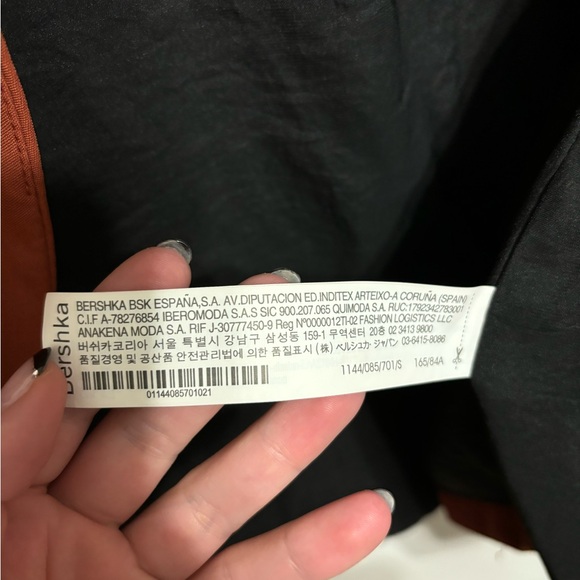 Bershka
BERSHKA BSK ESPAÑA,S.A. AV.DIPUTACION ED.INDITEX ARTEIXO-A CORUÑA (SPAIN)
C.I.F A-78276854 IBEROMODA S.A.S SIC 900.207.065 QUIMODA S.A. RUC:1792342783001
ANAKENA MODA S.A. RIF J-30777450-9 Reg Nº0000012TI-02 FASHION LOGISTICS LLC
버쉬카코리아 서울 특별시 강남구 삼성동 159-1 무역센터 20층 02 3413 9800
품질경영 및 공산품 안전관리법에 의한 품질표시 (株) ベルシュカ・ジャパン 03-6415-8086
1144/085/701/S 165/84A
01144085701021